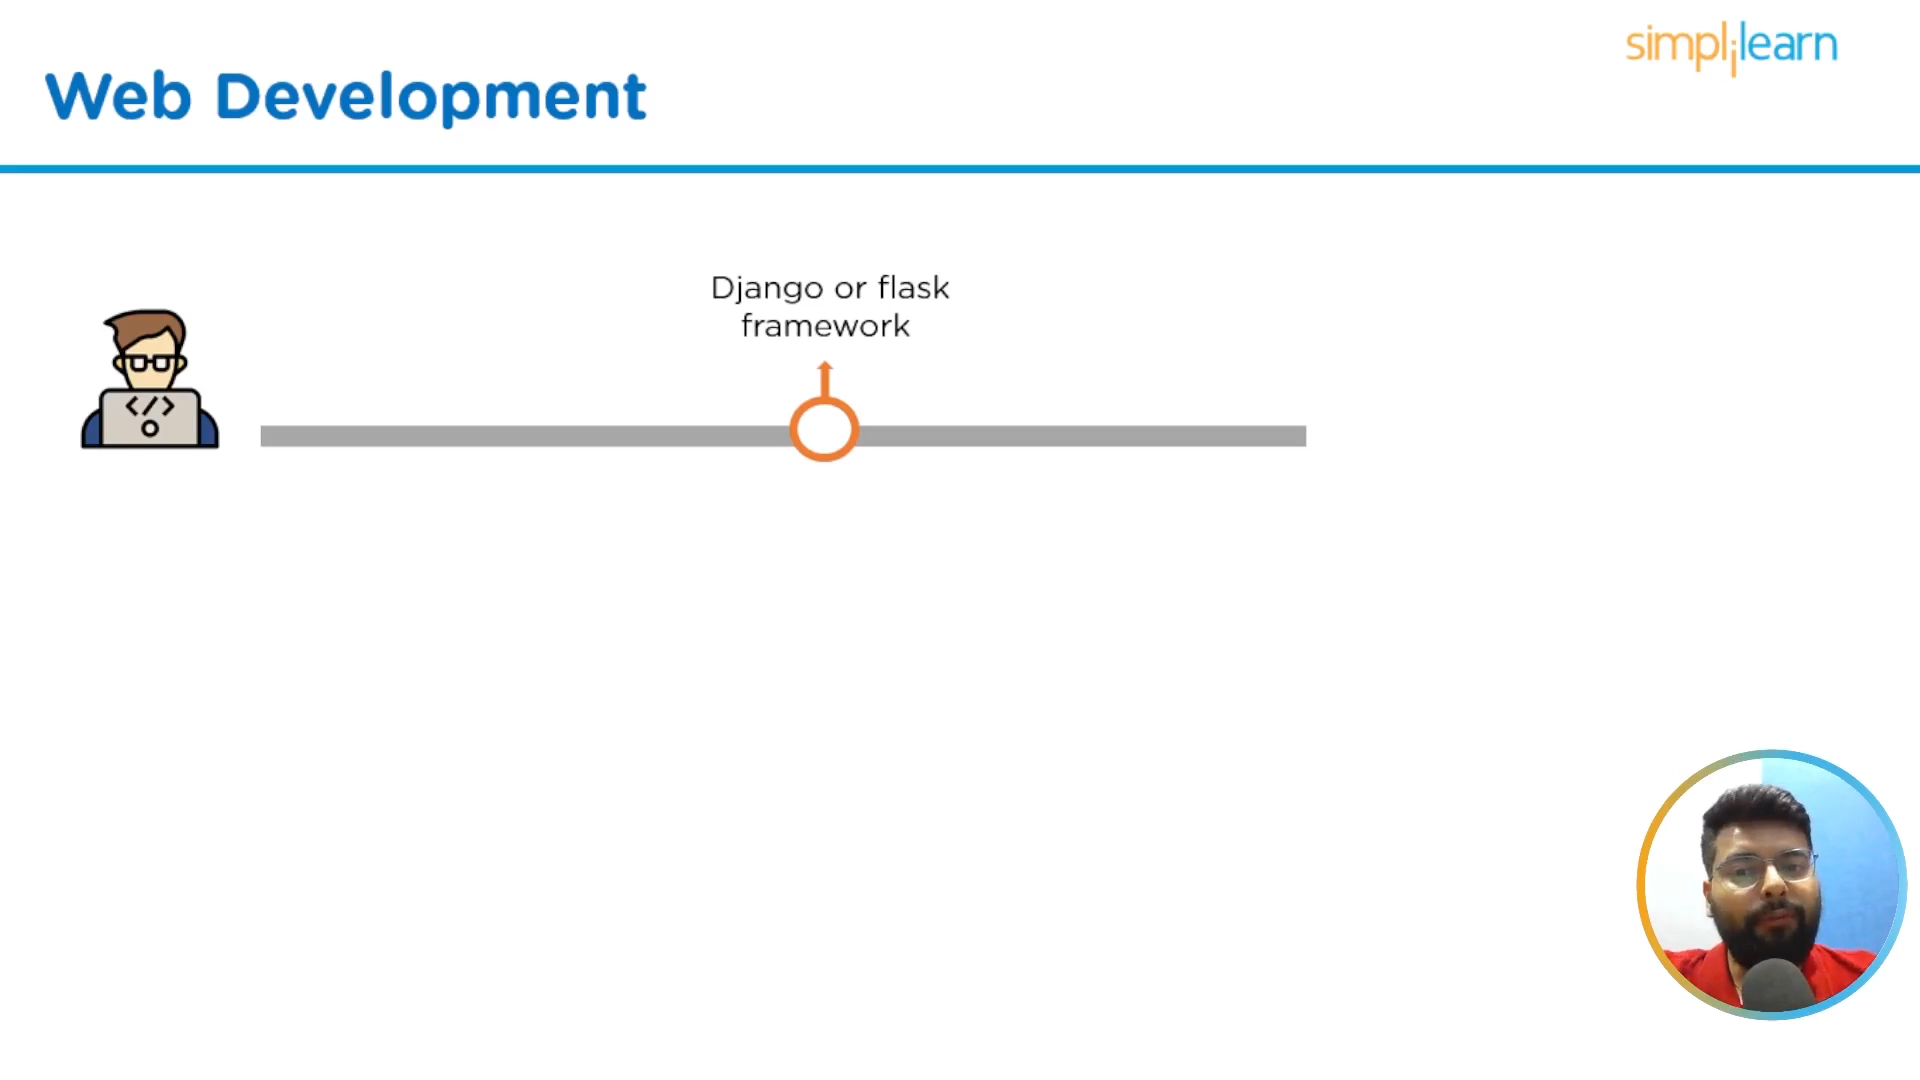 simplilearn
Web Development
Django or flask
framework
</>